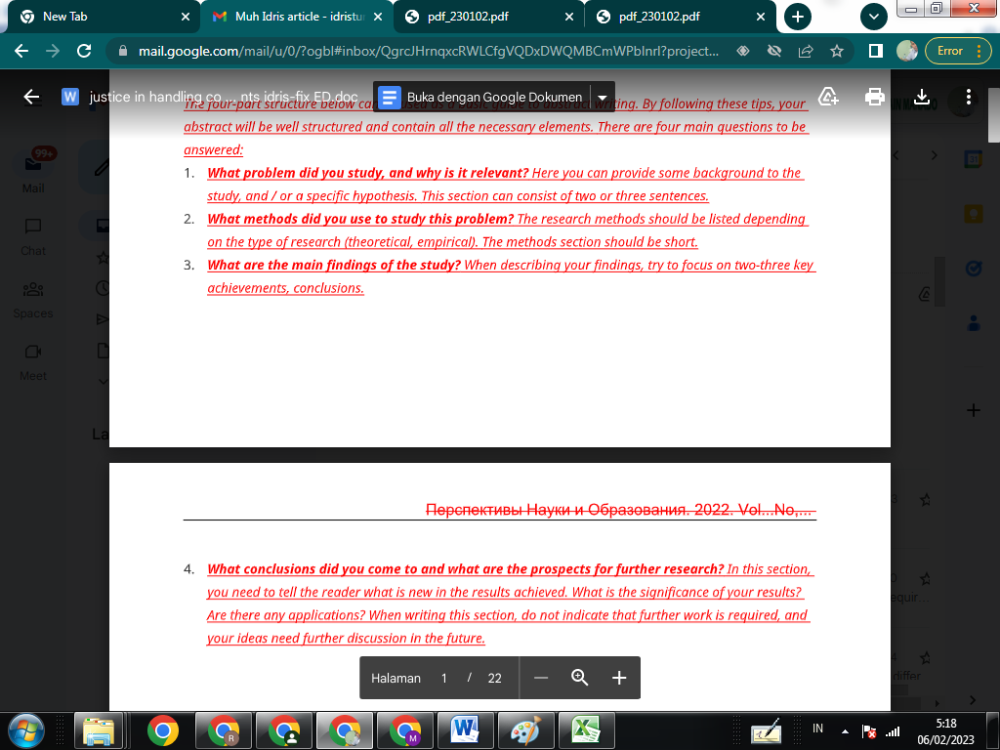 New Tab
Muh Idris article - idristu
pdf_230102.pdf
pdf_230102.pdf
mail.google.com/mail/u/0/?ogbl#inbox/QgrcJHrnqxcRWLCfgVQDxDWQMBCmWPblnrl?project...
Error
justice in handling co... nts idris-fix ED.doc
Buka dengan Google Dokumen
The four-part structure below can be used as a basic guide to abstract writing. By following these tips, your
abstract will be well structured and contain all the necessary elements. There are four main questions to be
answered:
1. What problem did you study, and why is it relevant? Here you can provide some background to the
study, and / or a specific hypothesis. This section can consist of two or three sentences.
2. What methods did you use to study this problem? The research methods should be listed depending
on the type of research (theoretical, empirical). The methods section should be short.
3. What are the main findings of the study? When describing your findings, try to focus on two-three key
achievements, conclusions.
99+
Mail
Chat
Spaces
Meet
La
Перспективы Науки и Образования. 2022. Vol...No,...
4. What conclusions did you come to and what are the prospects for further research? In this section,
you need to tell the reader what is new in the results achieved. What is the significance of your results?
Are there any applications? When writing this section, do not indicate that further work is required, and
your ideas need further discussion in the future.
Halaman 1 / 22
IN
5:18
06/02/2023